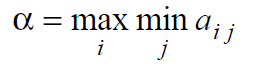 α = max min a_{ij}
i j